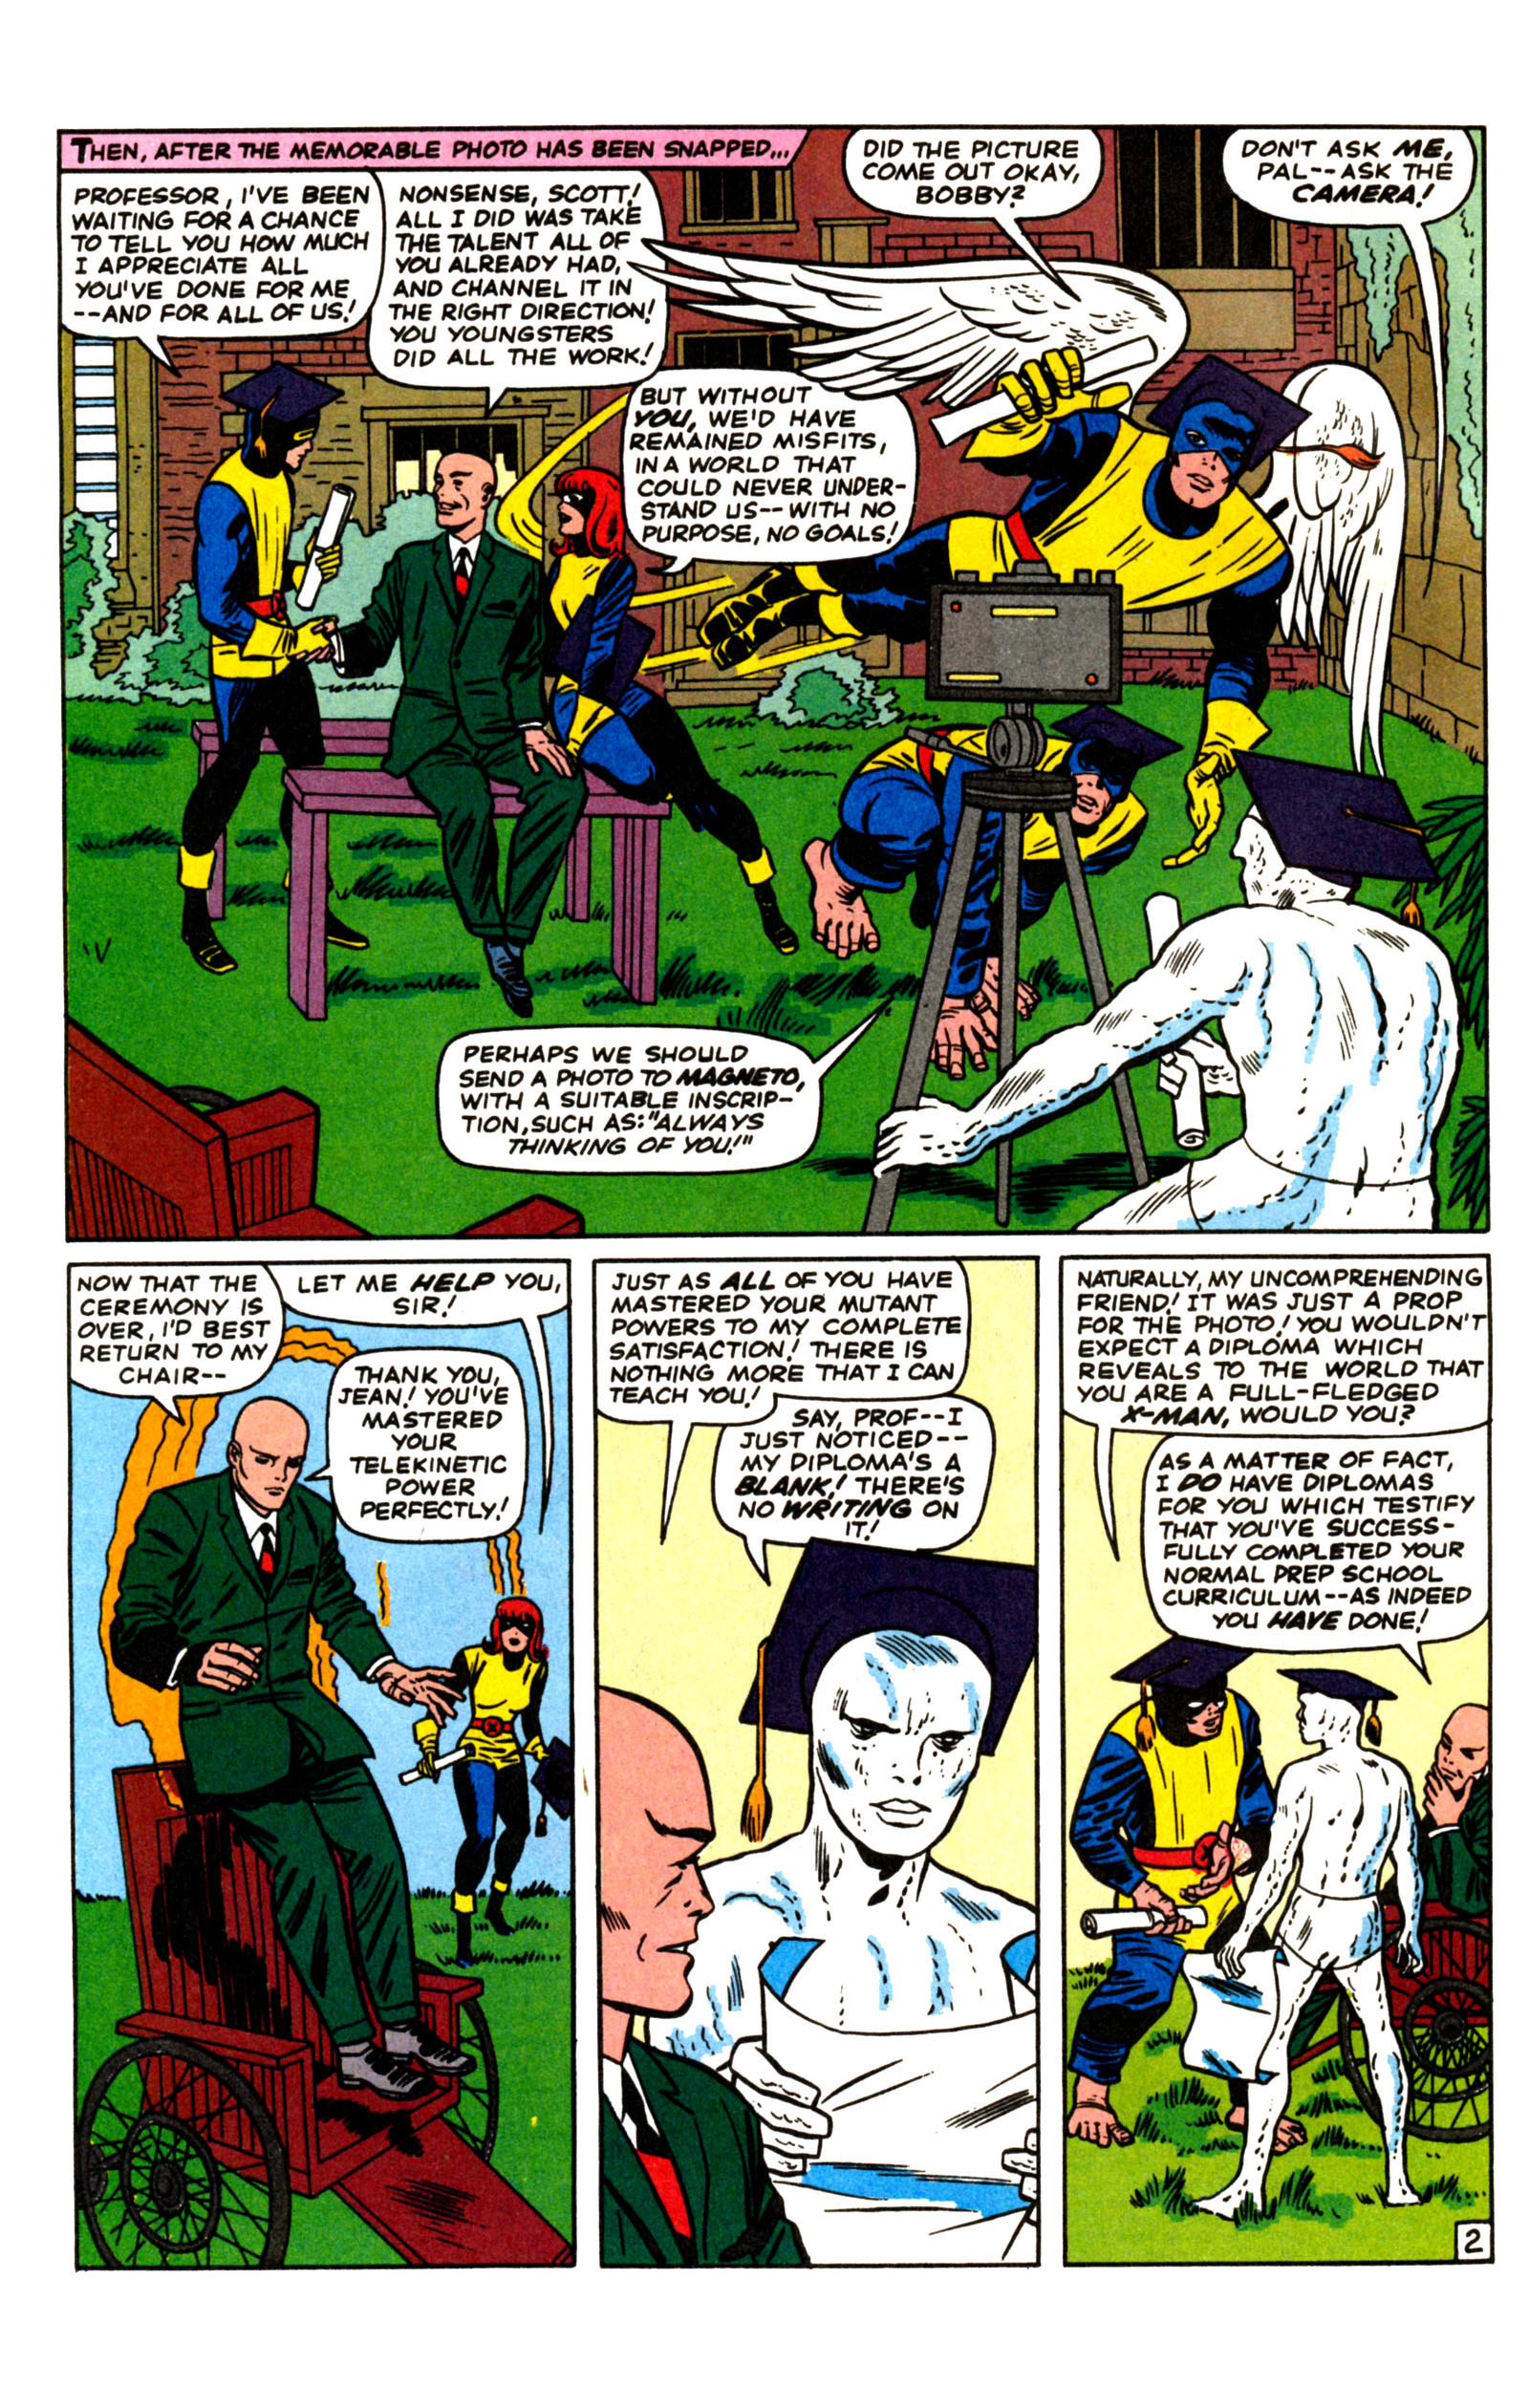 THEN, AFTER THE MEMORABLE PHOTO HAS BEEN SNAPPED...
PROFESSOR, I'VE BEEN
WAITING FOR A CHANCE
TO TELL YOU HOW MUCH
I APPRECIATE ALL
YOU'VE DONE FOR ME
--AND FOR ALL OF US!
NONSENSE, SCOTT!
ALL I DID WAS TAKE
THE TALENT ALL OF
YOU ALREADY HAD,
AND CHANNEL IT IN
THE RIGHT DIRECTION!
YOU YOUNGSTERS
DID ALL THE WORK!
BUT WITHOUT
YOU, WE'D HAVE
REMAINED MISFITS,
IN A WORLD THAT
COULD NEVER UNDER-
STAND US--WITH NO
PURPOSE, NO GOALS!
DID THE PICTURE
COME OUT OKAY,
BOBBY?
DON'T ASK ME,
PAL--ASK THE
CAMERA!
PERHAPS WE SHOULD
SEND A PHOTO TO MAGNETO,
WITH A SUITABLE INSCRIP-
TION, SUCH AS: "ALWAYS
THINKING OF YOU!"
NOW THAT THE
CEREMONY IS
OVER, I'D BEST
RETURN TO MY
CHAIR--
LET ME HELP YOU,
SIR!
THANK YOU,
JEAN! YOU'VE
MASTERED
YOUR
TELEKINETIC
POWER
PERFECTLY!
JUST AS ALL OF YOU HAVE
MASTERED YOUR MUTANT
POWERS TO MY COMPLETE
SATISFACTION! THERE IS
NOTHING MORE THAT I CAN
TEACH YOU!
SAY, PROF--I
JUST NOTICED--
MY DIPLOMA'S A
BLANK! THERE'S
NO WRITING ON
IT!
NATURALLY, MY UNCOMPREHENDING
FRIEND! IT WAS JUST A PROP
FOR THE PHOTO! YOU WOULDN'T
EXPECT A DIPLOMA WHICH
REVEALS TO THE WORLD THAT
YOU ARE A FULL-FLEDGED
X-MAN, WOULD YOU?
AS A MATTER OF FACT,
I DO HAVE DIPLOMAS
FOR YOU WHICH TESTIFY
THAT YOU'VE SUCCESS-
FULLY COMPLETED YOUR
NORMAL PREP SCHOOL
CURRICULUM--AS INDEED
YOU HAVE DONE!
2